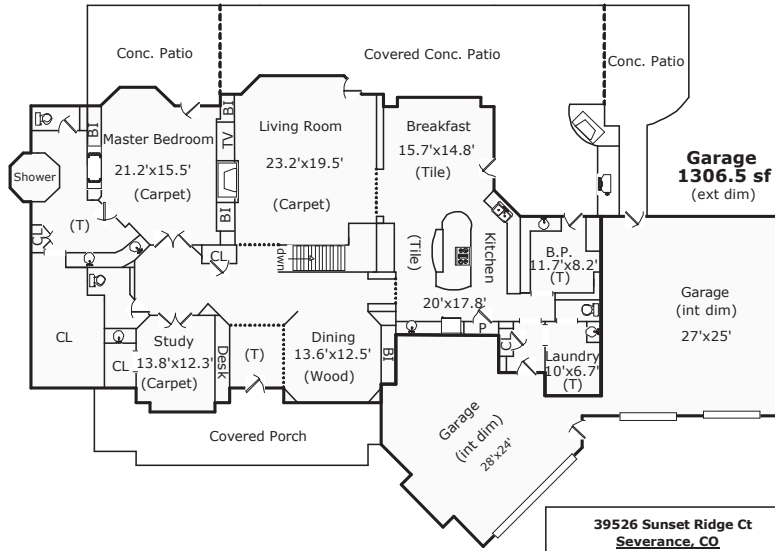 Conc. Patio
Covered Conc. Patio
Conc. Patio
BI
TV
BI
BI
Master Bedroom
21.2'x15.5'
(Carpet)
Living Room
23.2'x19.5'
(Carpet)
Breakfast
15.7'x14.8'
(Tile)
Garage
1306.5 sf
(ext dim)
Shower
(T)
CL
CL
dwn
(Tile)
Kitchen
20'x17.8'
B.P.
11.7'x8.2'
(T)
Garage
(int dim)
27'x25'
CL
CL
Study
13.8'x12.3'
(Carpet)
Desk
(T)
Dining
13.6'x12.5'
(Wood)
BI
P
CL
Laundry
10'x6.7'
(T)
Garage
(int dim)
28'x24'
Covered Porch
39526 Sunset Ridge Ct
Severance, CO